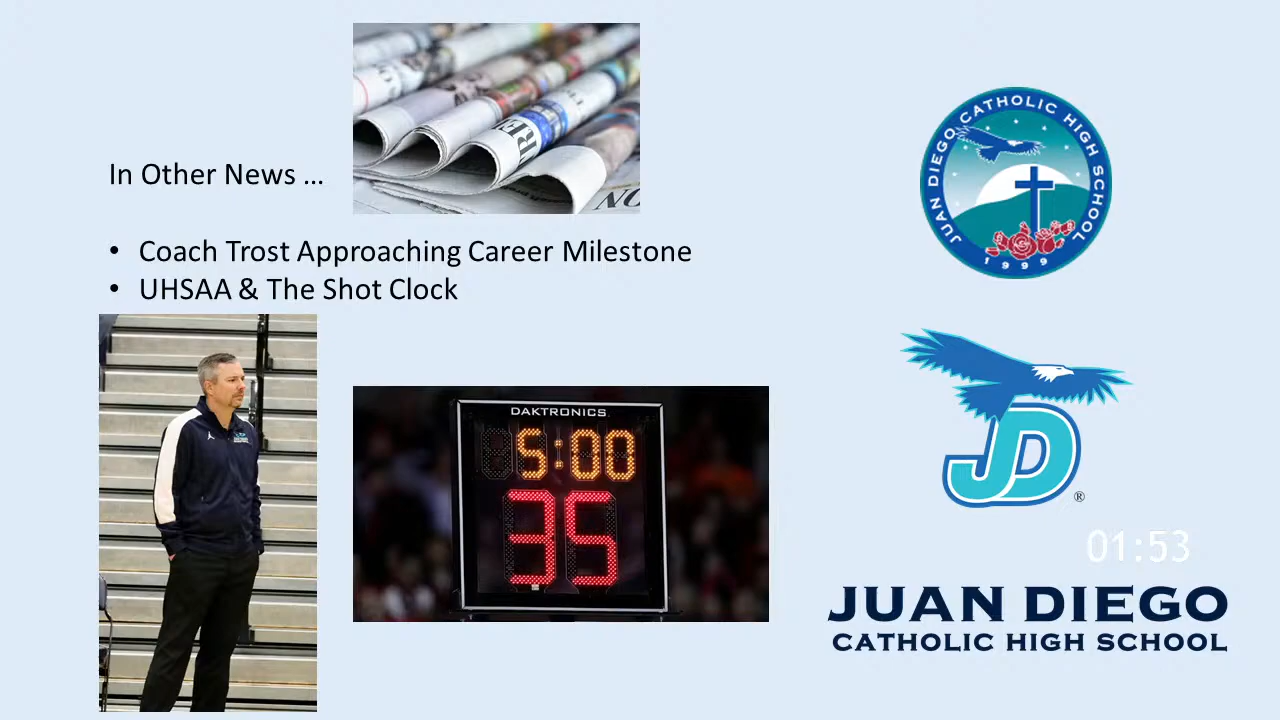 In Other News …
• Coach Trost Approaching Career Milestone
• UHSAA & The Shot Clock
DAKTRONICS
5:00
35
JUAN DIEGO CATHOLIC HIGH SCHOOL
1999
JD®
01:53
JUAN DIEGO
CATHOLIC HIGH SCHOOL